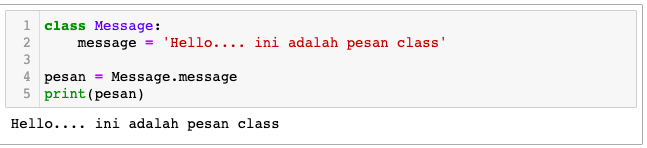 1 class Message:
2     message = 'Hello.... ini adalah pesan class'
3
4 pesan = Message.message
5 print(pesan)
Hello.... ini adalah pesan class